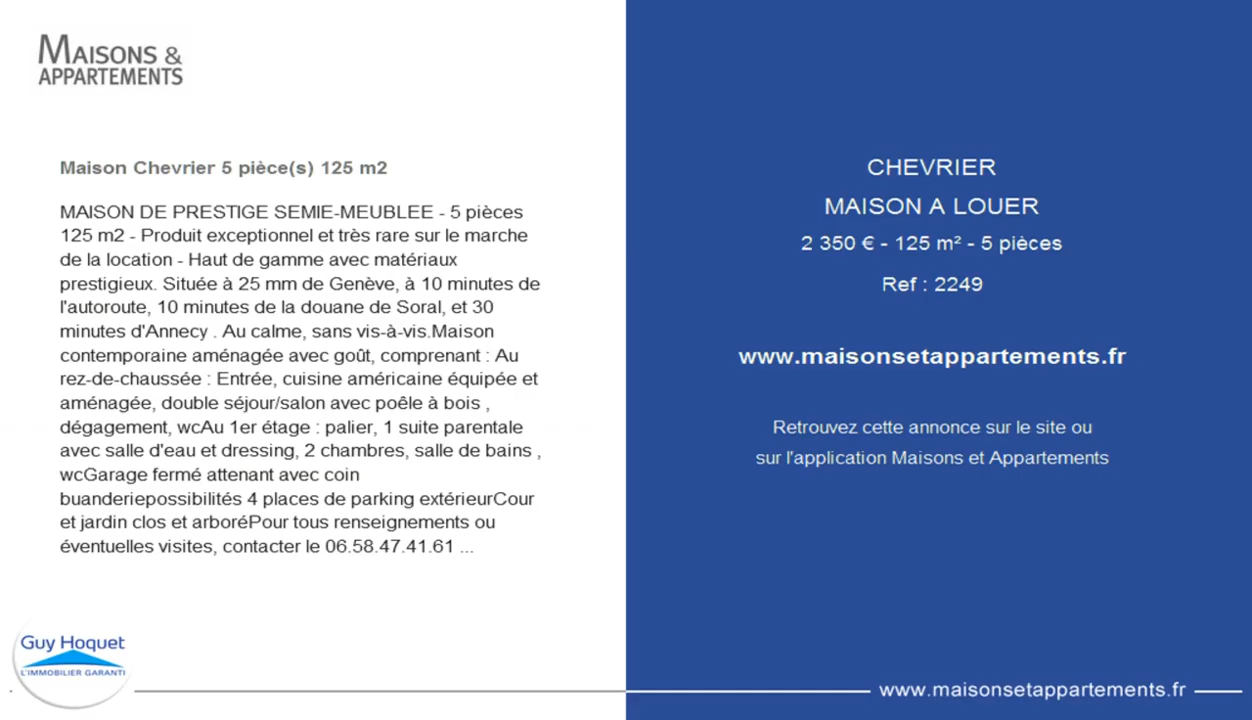 MAISONS &
APPARTEMENTS
Maison Chevrier 5 pièce(s) 125 m2
MAISON DE PRESTIGE SEMIE-MEUBLEE - 5 pièces
125 m2 - Produit exceptionnel et très rare sur le marche
de la location - Haut de gamme avec matériaux
prestigieux. Située à 25 mm de Genève, à 10 minutes de
l'autoroute, 10 minutes de la douane de Soral, et 30
minutes d'Annecy . Au calme, sans vis-à-vis.Maison
contemporaine aménagée avec goût, comprenant : Au
rez-de-chaussée : Entrée, cuisine américaine équipée et
aménagée, double séjour/salon avec poêle à bois ,
dégagement, wcAu 1er étage : palier, 1 suite parentale
avec salle d'eau et dressing, 2 chambres, salle de bains ,
wcGarage fermé attenant avec coin
buanderiepossibilités 4 places de parking extérieurCour
et jardin clos et arboréPour tous renseignements ou
éventuelles visites, contacter le 06.58.47.41.61 ...
Guy Hoquet
L'IMMOBILIER GARANTI
CHEVRIER
MAISON A LOUER
2 350 € - 125 m² - 5 pièces
Ref : 2249
www.maisonsetappartements.fr
Retrouvez cette annonce sur le site ou
sur l'application Maisons et Appartements
www.maisonsetappartements.fr